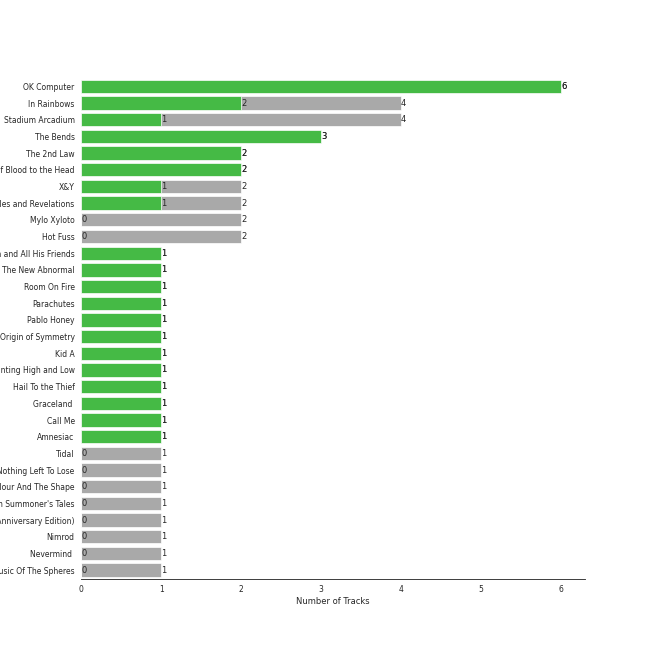 OK Computer 6
In Rainbows 2 4
Stadium Arcadium 1 4
The Bends 3
The 2nd Law 2
f Blood to the Head 2
X&Y 1 2
les and Revelations 1 2
Mylo Xyloto 0 2
Hot Fuss 0 2
and All His Friends 1
The New Abnormal 1
Room On Fire 1
Parachutes 1
Pablo Honey 1
Origin of Symmetry 1
Kid A 1
nting High and Low 1
Hail To the Thief 1
Graceland 1
Call Me 1
Amnesiac 1
Tidal 0 1
Nothing Left To Lose 0 1
lour And The Shape 0 1
n Summoner's Tales 0 1
Anniversary Edition) 0 1
Nimrod 0 1
Nevermind 0 1
usic Of The Spheres 0 1
0 1 2 3 4 5 6
Number of Tracks